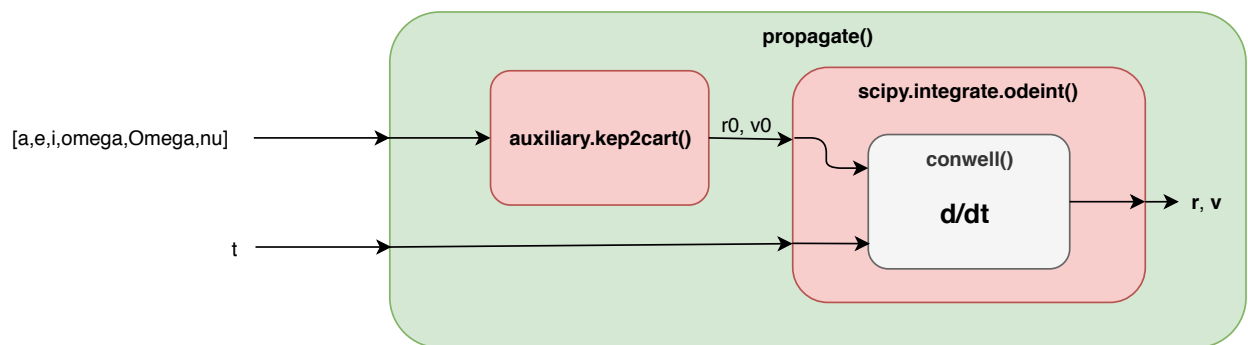 propagate()
scipy.integrate.odeint()
[a,e,i,omega,Omega,nu]
auxiliary.kep2cart()
r0, v0
conwell()
d/dt
r, v
t